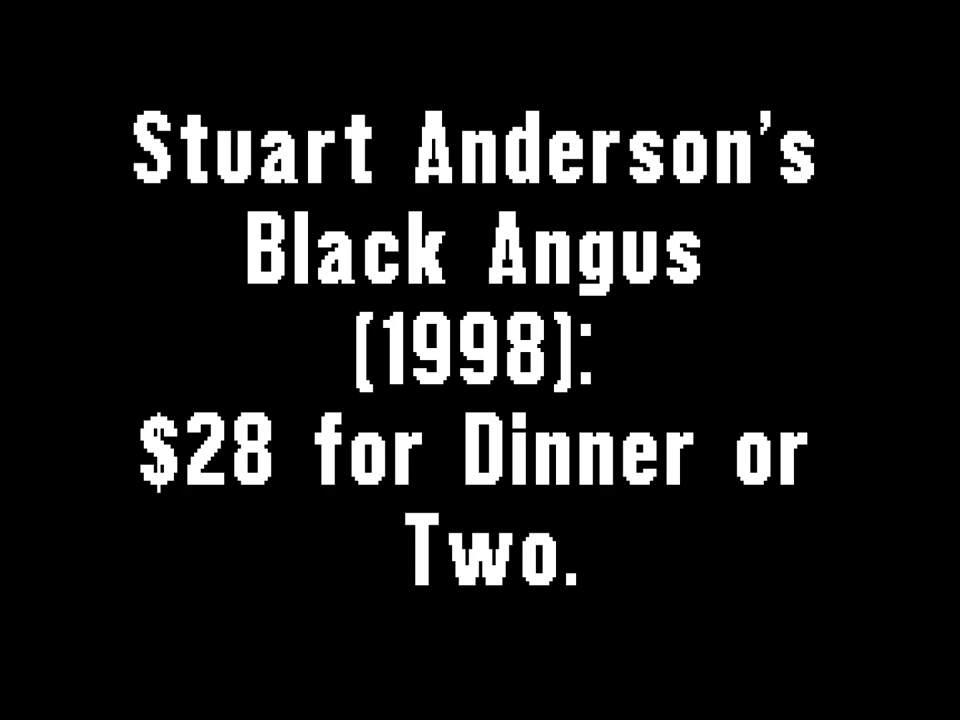 Stuart Anderson's
Black Angus
(1998):
$28 for Dinner or
Two.